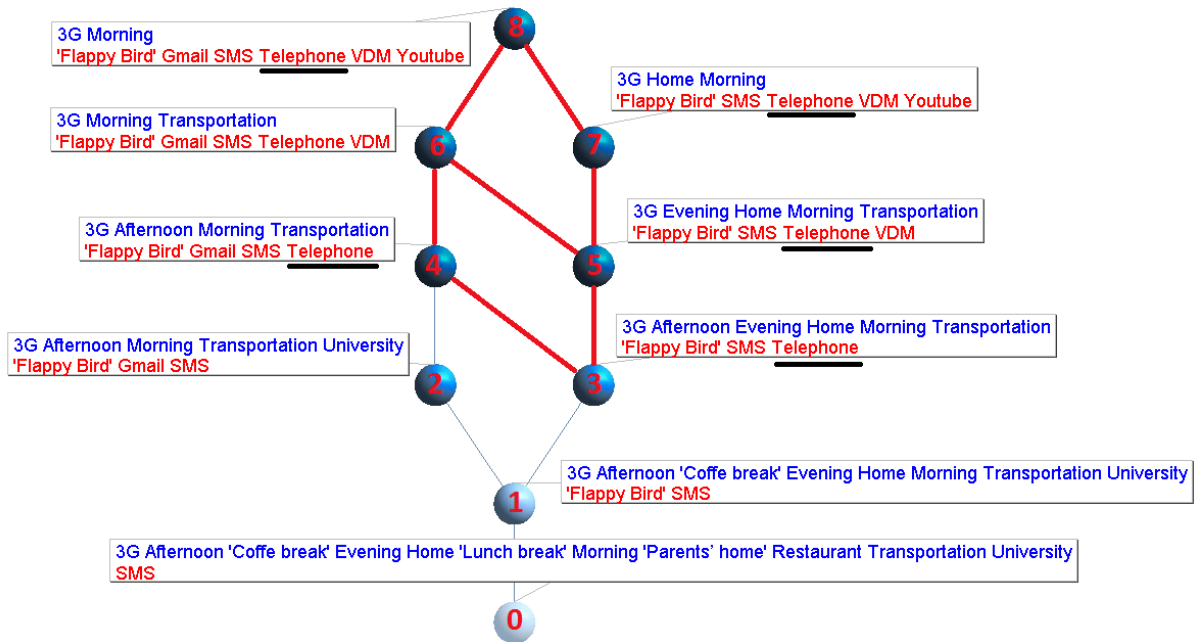 8
3G Morning
'Flappy Bird' Gmail SMS Telephone VDM Youtube
3G Home Morning
'Flappy Bird' SMS Telephone VDM Youtube
3G Morning Transportation
'Flappy Bird' Gmail SMS Telephone VDM
6
7
3G Evening Home Morning Transportation
'Flappy Bird' SMS Telephone VDM
3G Afternoon Morning Transportation
'Flappy Bird' Gmail SMS Telephone
4
5
3G Afternoon Evening Home Morning Transportation
'Flappy Bird' SMS Telephone
3G Afternoon Morning Transportation University
'Flappy Bird' Gmail SMS
2
3
3G Afternoon 'Coffe break' Evening Home Morning Transportation University
'Flappy Bird' SMS
1
3G Afternoon 'Coffe break' Evening Home 'Lunch break' Morning 'Parents’ home' Restaurant Transportation University
SMS
0